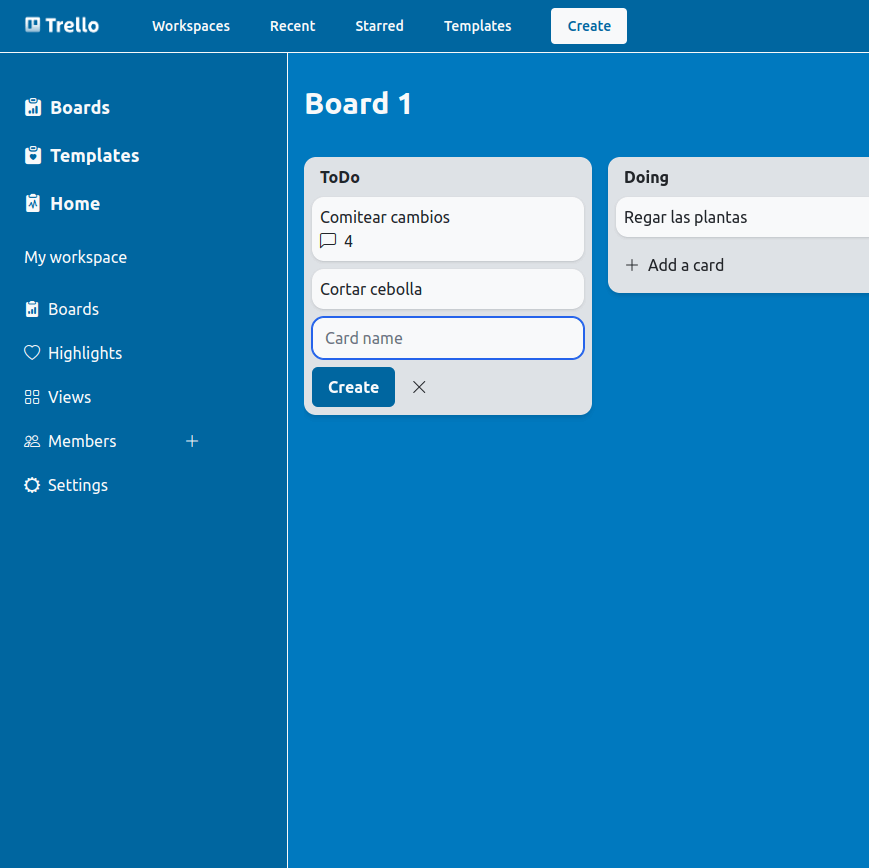 Trello
Workspaces
Recent
Starred
Templates
Create
Boards
Templates
Home
My workspace
Boards
Highlights
Views
Members
Settings
Board 1
ToDo
Comitear cambios
4
Cortar cebolla
Card name
Create
Doing
Regar las plantas
Add a card